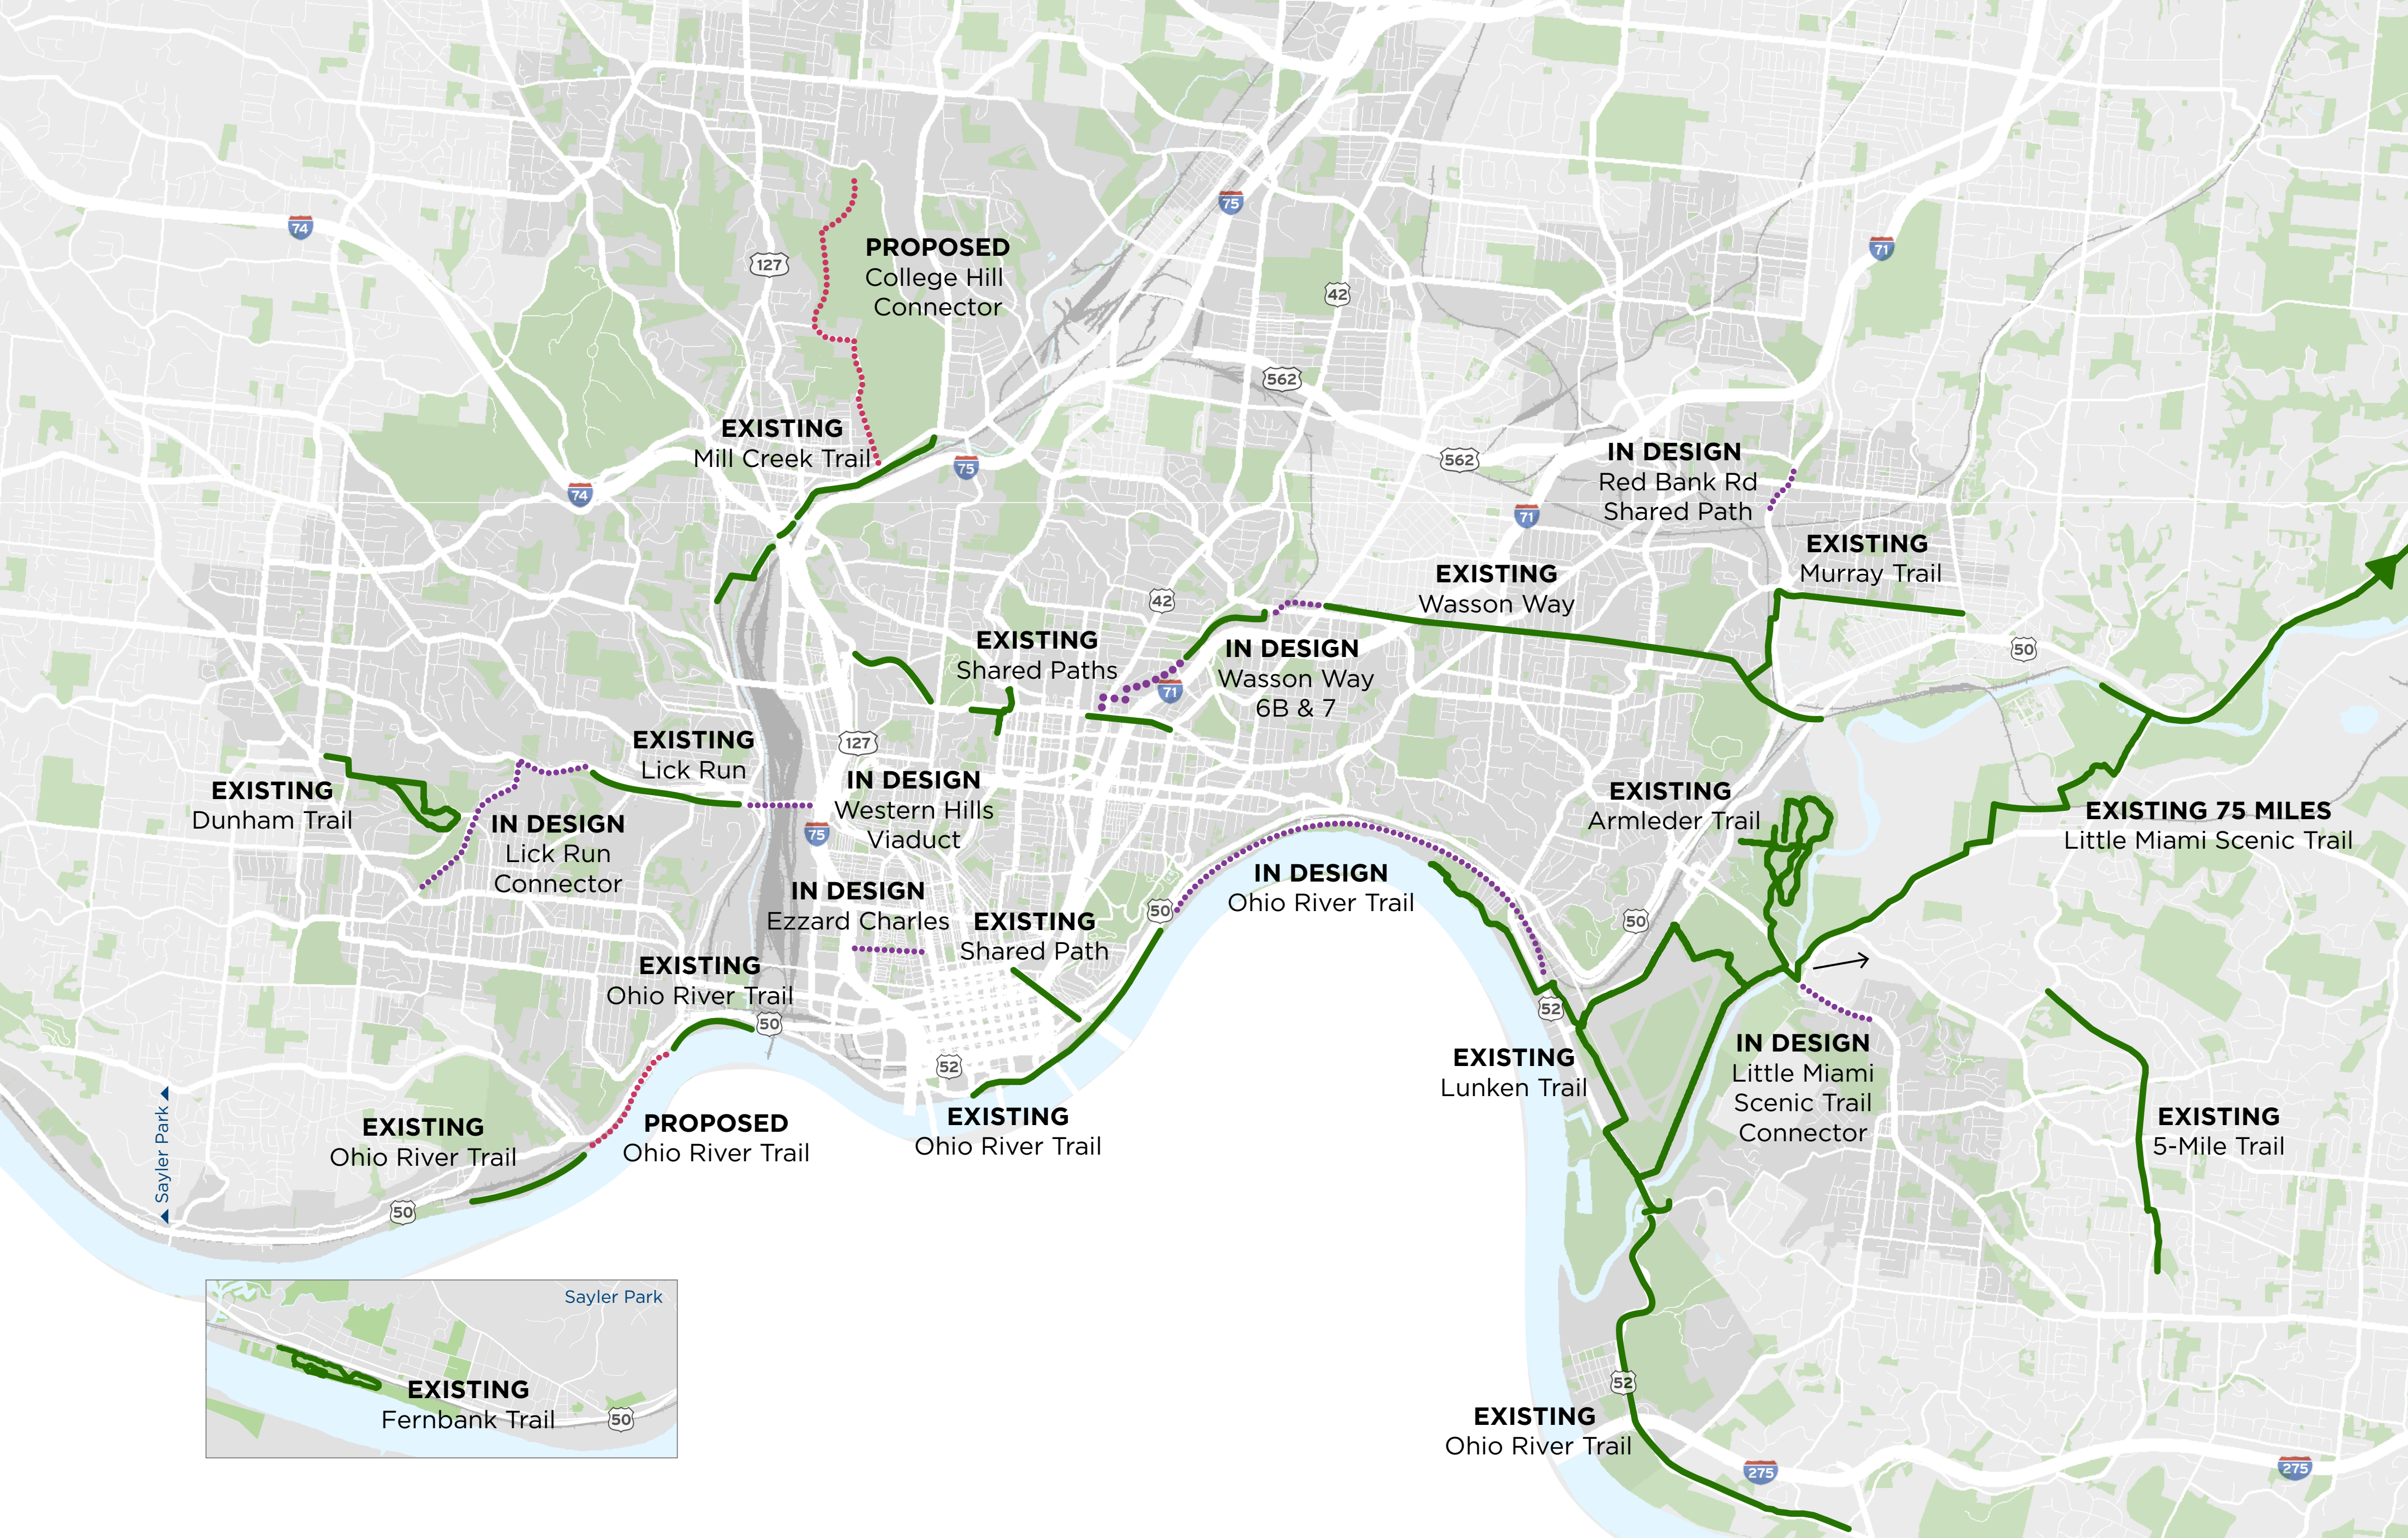 74
127
PROPOSED
College Hill
Connector
75
42
71
562
EXISTING
Mill Creek Trail
75
74
562
IN DESIGN
Red Bank Rd
Shared Path
71
EXISTING
Murray Trail
EXISTING
Wasson Way
42
EXISTING
Shared Paths
IN DESIGN
Wasson Way
6B & 7
71
50
EXISTING
Lick Run
127
EXISTING
Dunham Trail
IN DESIGN
Lick Run
Connector
IN DESIGN
Western Hills
Viaduct
75
EXISTING
Armleder Trail
EXISTING 75 MILES
Little Miami Scenic Trail
IN DESIGN
Ohio River Trail
IN DESIGN
Ezzard Charles
EXISTING
Shared Path
50
50
EXISTING
Ohio River Trail
50
52
52
EXISTING
Lunken Trail
IN DESIGN
Little Miami
Scenic Trail
Connector
EXISTING
5-Mile Trail
Sayler Park
EXISTING
Ohio River Trail
50
PROPOSED
Ohio River Trail
EXISTING
Ohio River Trail
Sayler Park
EXISTING
Fernbank Trail
50
52
EXISTING
Ohio River Trail
275
275